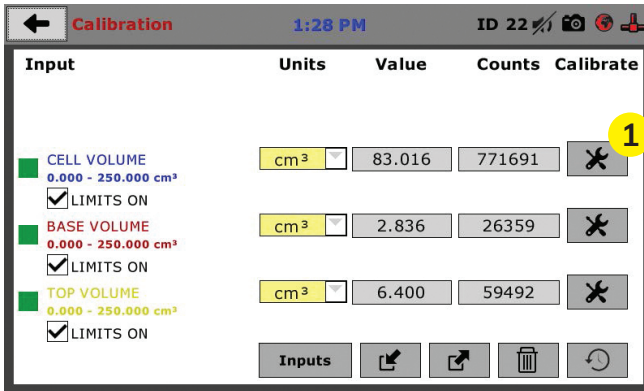 Calibration 1:28 PM ID 22
Input Units Value Counts Calibrate
1
CELL VOLUME cm³ 83.016 771691
0.000 - 250.000 cm³
LIMITS ON
BASE VOLUME cm³ 2.836 26359
0.000 - 250.000 cm³
LIMITS ON
TOP VOLUME cm³ 6.400 59492
0.000 - 250.000 cm³
LIMITS ON
Inputs